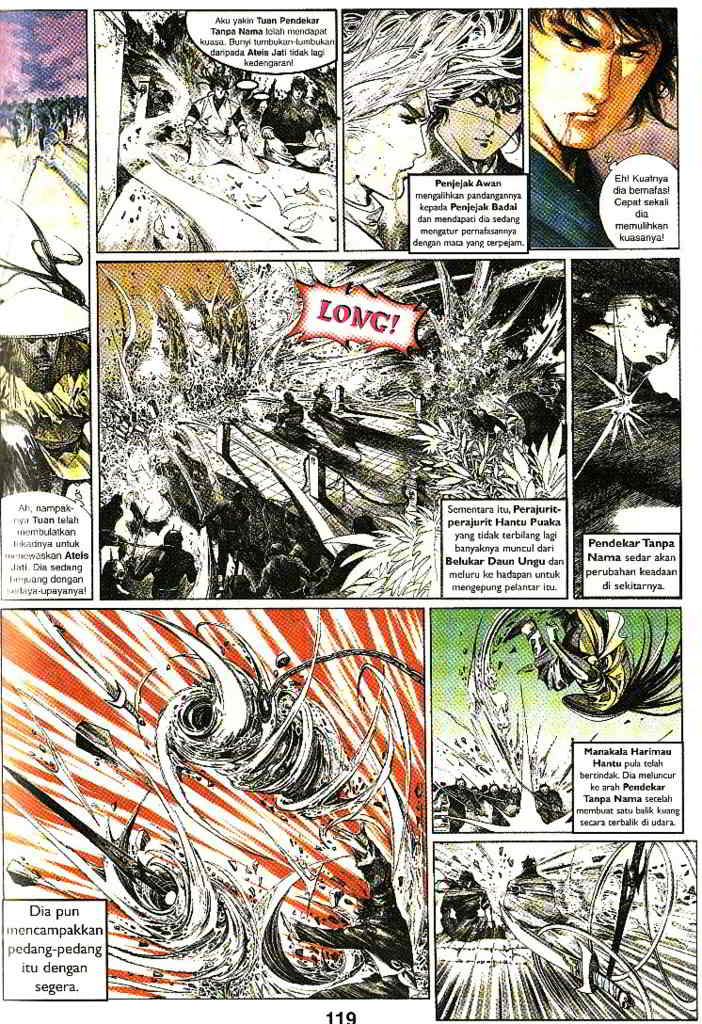 Ah, nampak-
nya Tuan telah
membulatkan
tekadnya untuk
menewaskan Ateis
Jati. Dia sedang
berjuang dengan
Aku yakin Tuan Pendekar
Tanpa Nama telah mendapat
kuasa. Bunyi tumbukan-tumbukan
daripada Ateis Jati tidak lagi
kedengaran!
Penjejak Awan
mengalihkan pandangannya
kepada Penjejak Badai
dan mendapati dia sedang
mengatur pernafasannya
dengan mata yang terpejam.
Eh! Kuatnya
dia bernafas!
Cepat sekali
dia
memulihkan
kuasanya!
LONG!
Sementara itu, Perajurit-
perajurit Hantu Puaka
yang tidak terbilang lagi
banyaknya muncul dari
Belukar Daun Ungu dan
meluru ke hadapan untuk
mengepung pelantar itu.
Pendekar Tanpa
Nama sedar akan
perubahan keadaan
di sekitarnya.
Dia pun
mencampakkan
pedang-pedang
itu dengan
segera.
Manakala Harimau
Hantu pula telah
bertindak. Dia meluncur
ke arah Pendekar
Tanpa Nama setelah
membuat satu balik kuang
secara terbalik di udara.
119